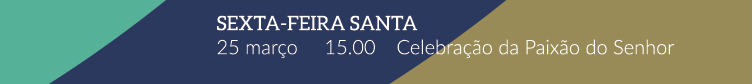 SEXTA-FEIRA SANTA
25 março 15.00 Celebração da Paixão do Senhor